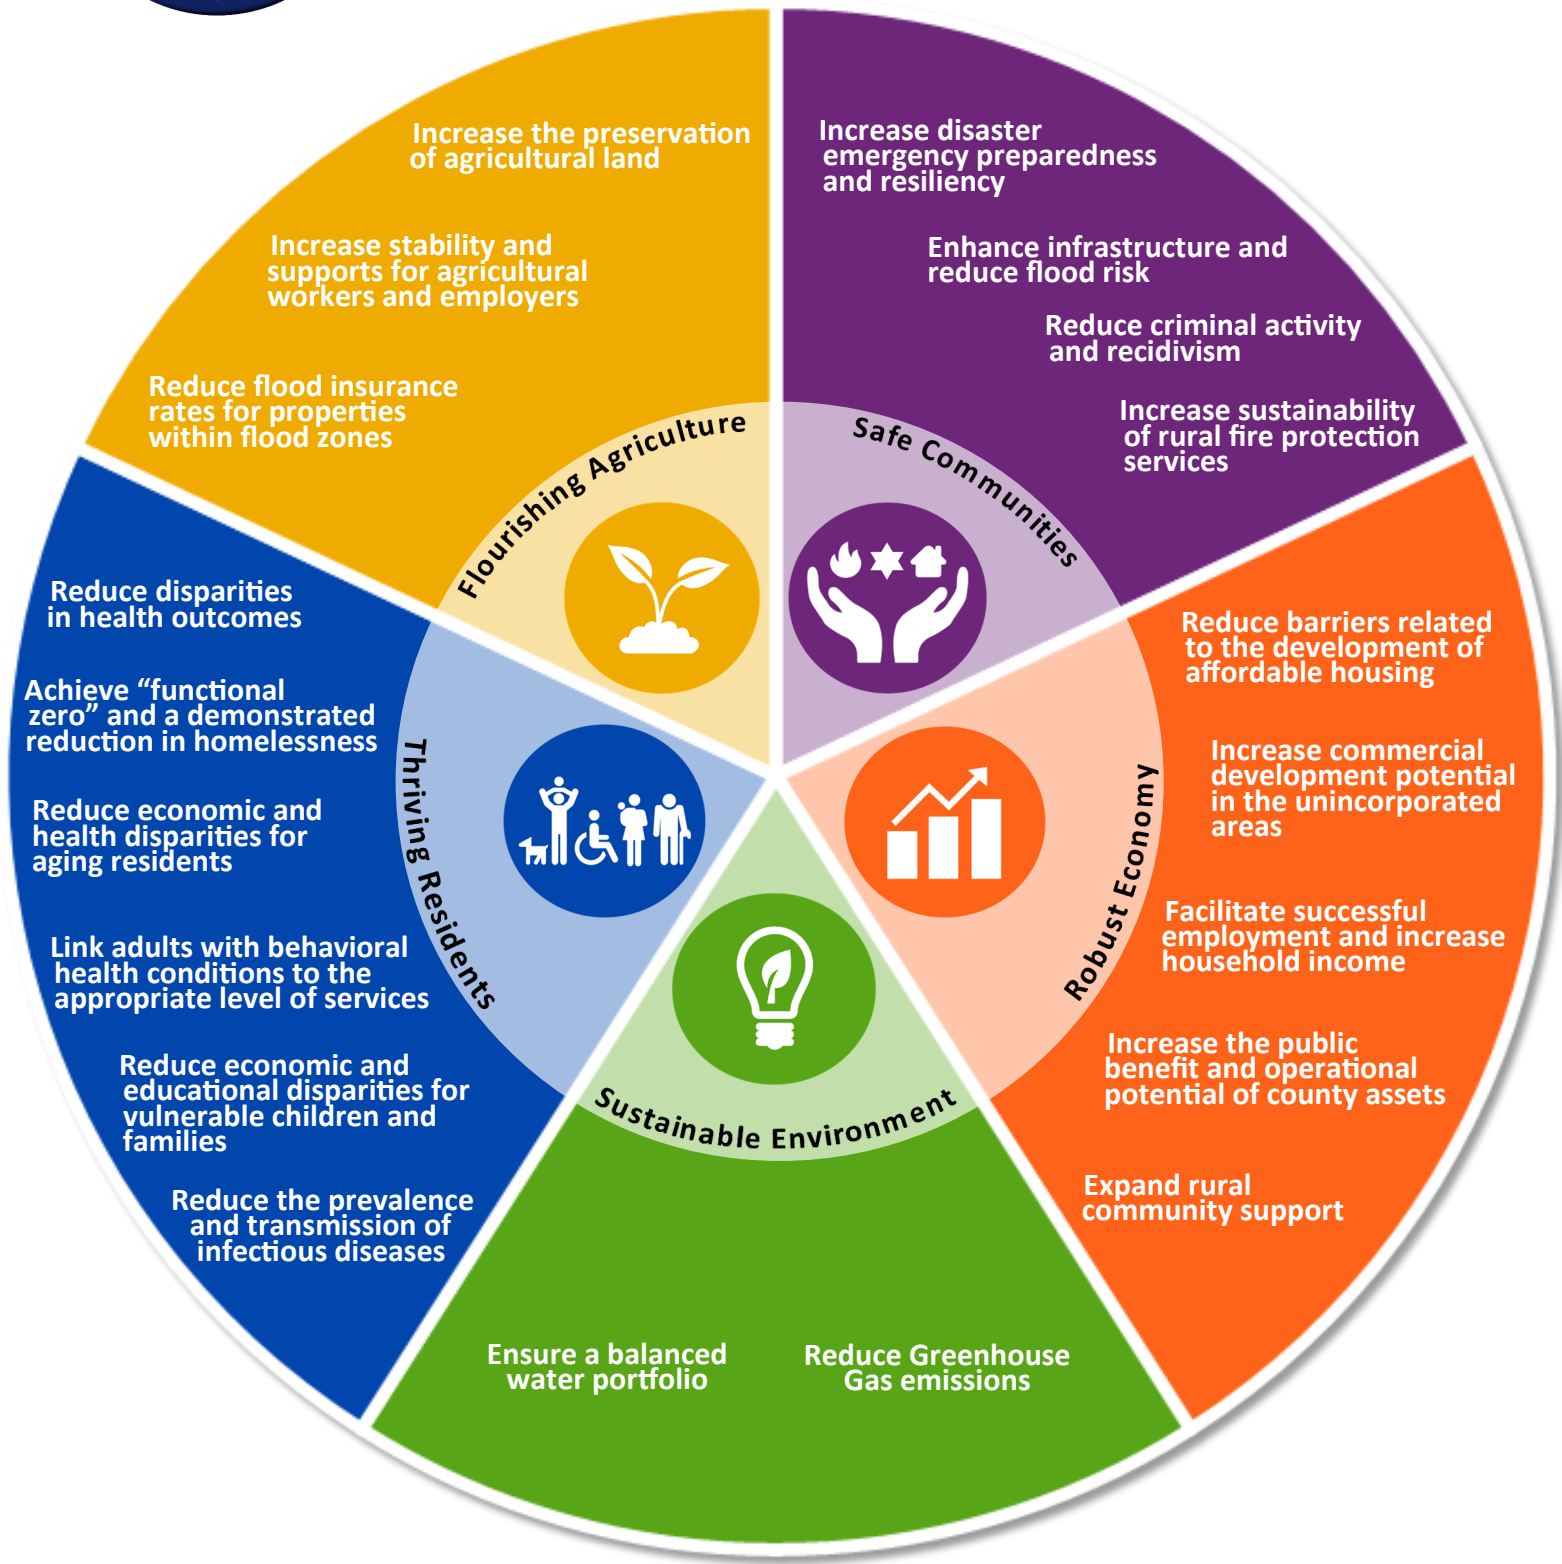 Increase the preservation
of agricultural land
Increase stability and
supports for agricultural
workers and employers
Reduce flood insurance
rates for properties
within flood zones
Flourishing Agriculture
Increase disaster
emergency preparedness
and resiliency
Enhance infrastructure and
reduce flood risk
Reduce criminal activity
and recidivism
Increase sustainability
of rural fire protection
services
Safe Communities
Reduce barriers related
to the development of
affordable housing
Increase commercial
development potential
in the unincorporated
areas
Facilitate successful
employment and increase
household income
Increase the public
benefit and operational
potential of county assets
Expand rural
community support
Robust Economy
Ensure a balanced
water portfolio
Reduce Greenhouse
Gas emissions
Sustainable Environment
Reduce disparities
in health outcomes
Achieve “functional
zero” and a demonstrated
reduction in homelessness
Reduce economic and
health disparities for
aging residents
Link adults with behavioral
health conditions to the
appropriate level of services
Reduce economic and
educational disparities for
vulnerable children and
families
Reduce the prevalence
and transmission of
infectious diseases
Thriving Residents